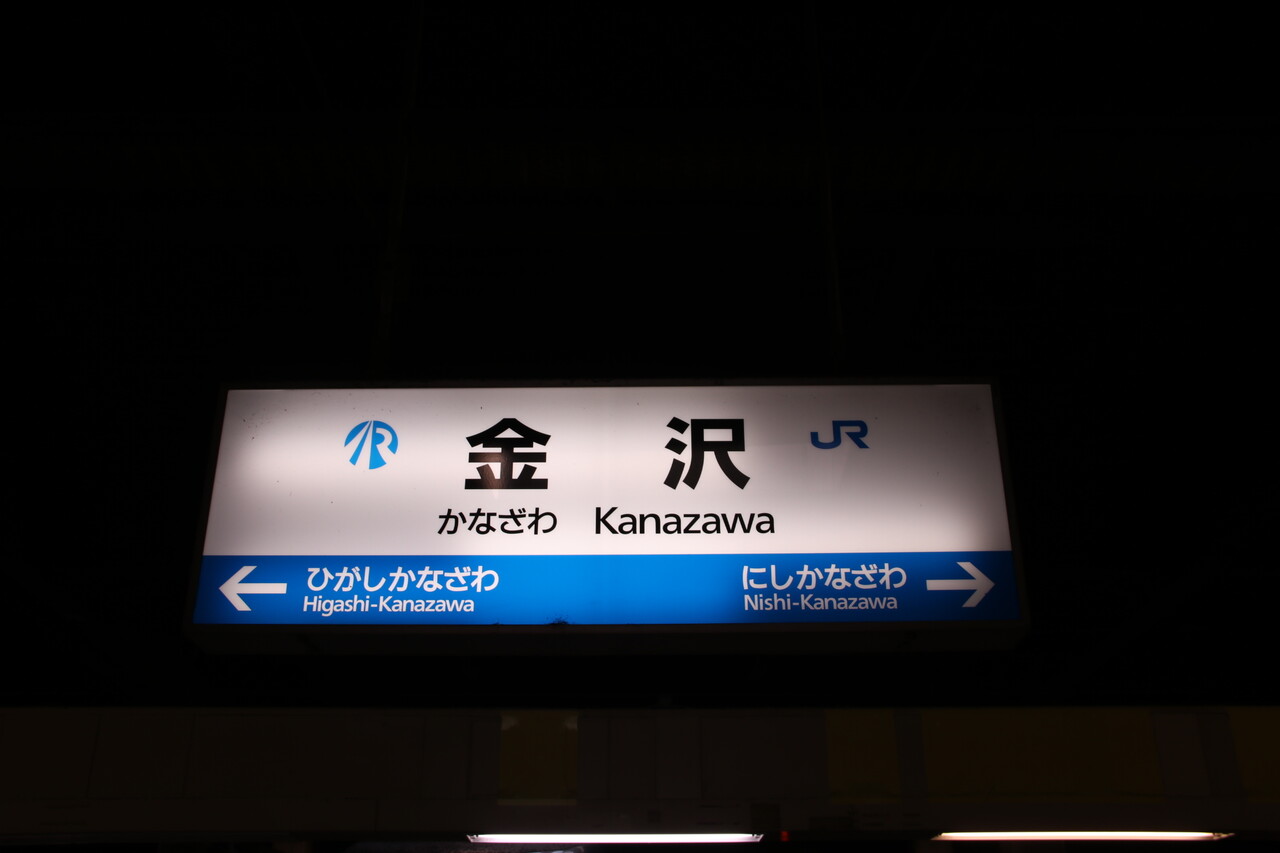 金沢 JR
かなざわ Kanazawa
ひがしかなざわ にしかなざわ
Higashi-Kanazawa Nishi-Kanazawa